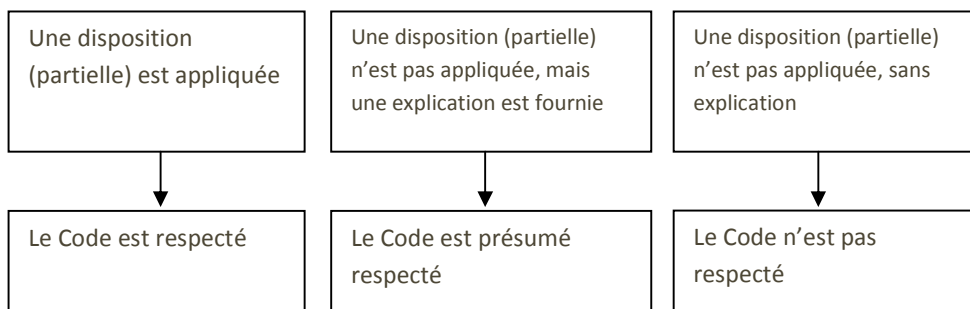 Une disposition
(partielle) est appliquée
Une disposition (partielle)
n’est pas appliquée, mais
une explication est fournie
Une disposition (partielle)
n’est pas appliquée, sans
explication
Le Code est respecté
Le Code est présumé
respecté
Le Code n’est pas
respecté